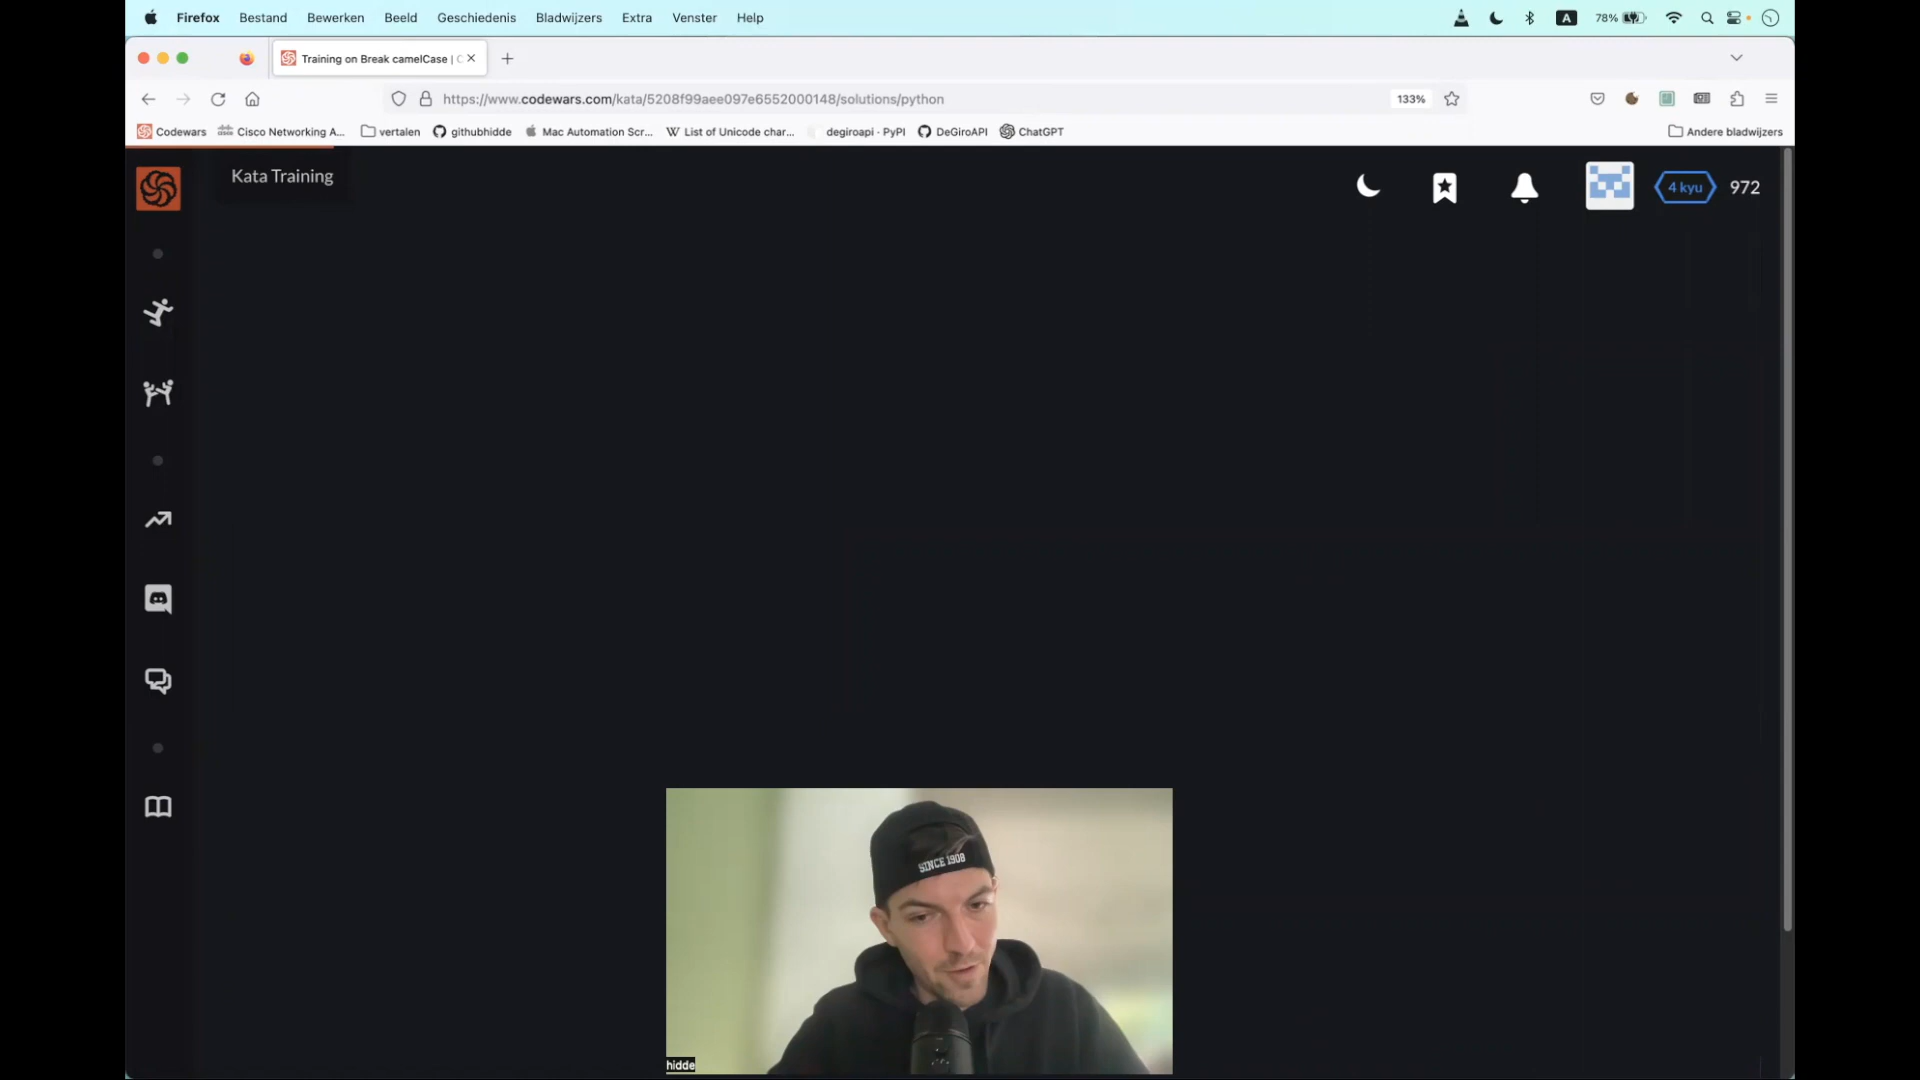 Firefox Bestand Bewerken Beeld Geschiedenis Bladwijzers Extra Venster Help A 78%
Training on Break camelCase | C
https://www.codewars.com/kata/5208f99aee097e6552000148/solutions/python 133%
Codewars Cisco Networking A... vertalen githubhidde Mac Automation Scr... List of Unicode char... degiroapi · PyPI DeGiroAPI ChatGPT Andere bladwijzers
Kata Training 4 kyu 972
SINCE 1908
hidde